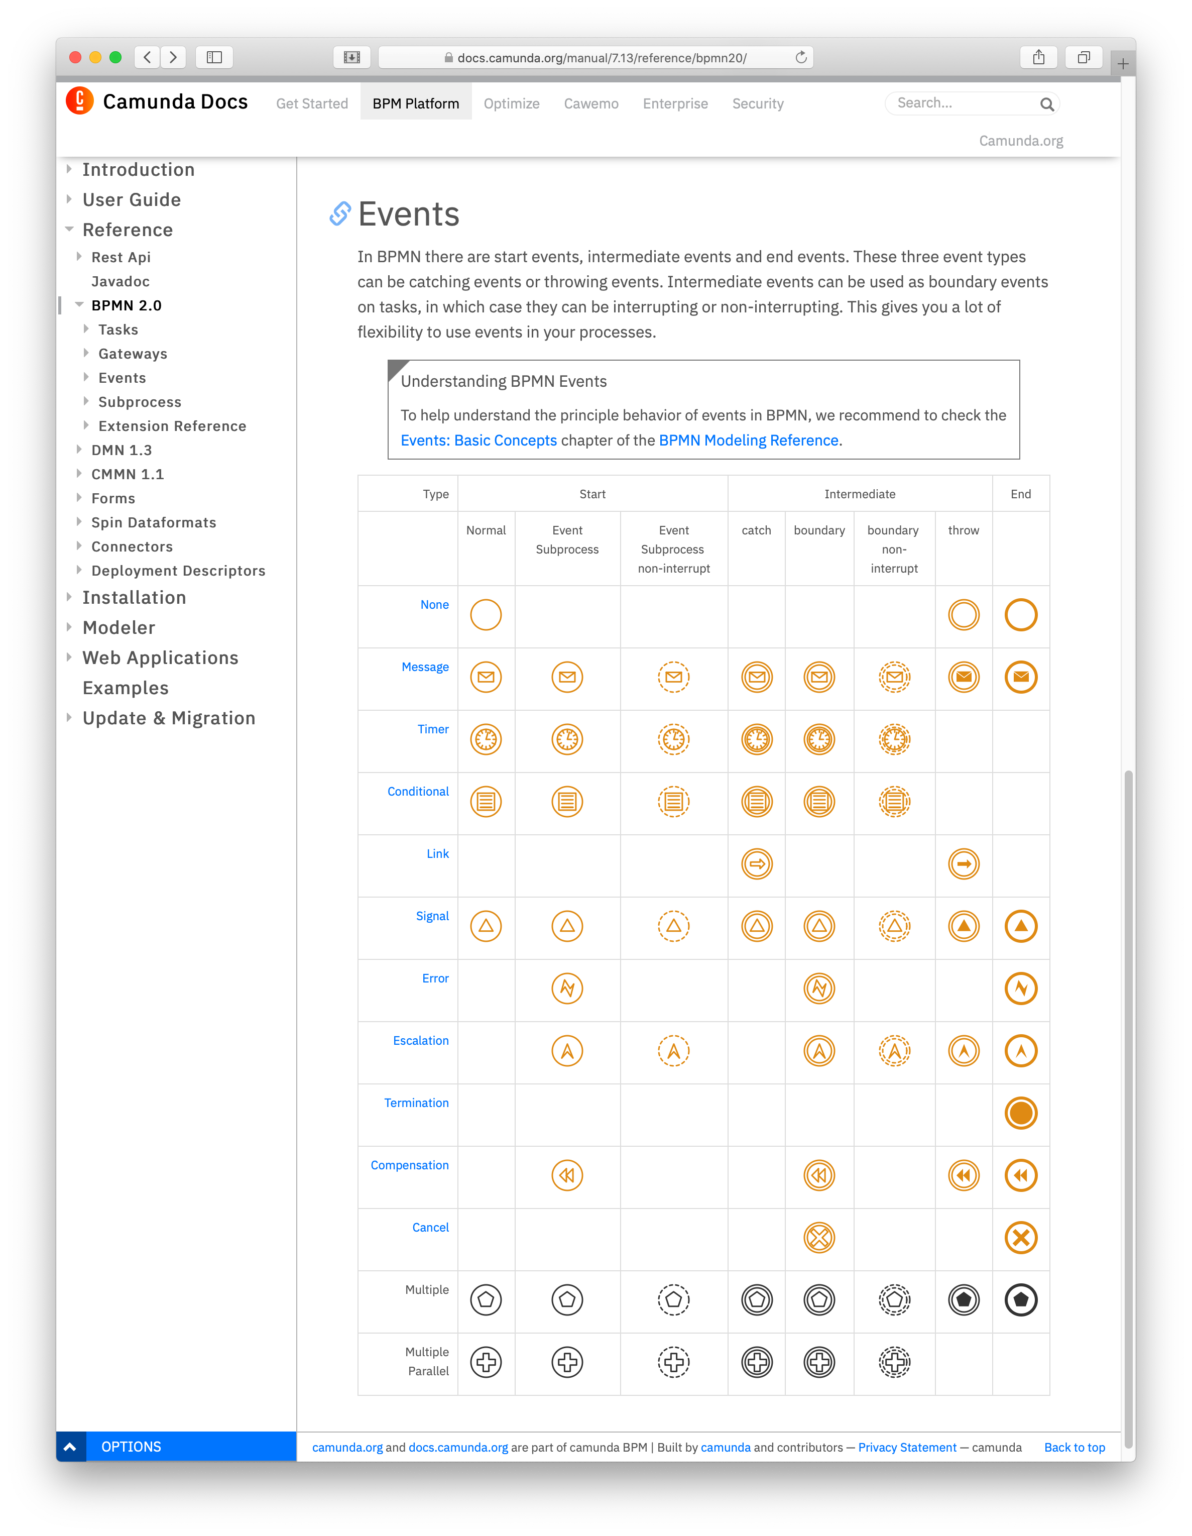 docs.camunda.org/manual/7.13/reference/bpmn20/
Camunda Docs
Get Started
BPM Platform
Optimize
Cawemo
Enterprise
Security
Search...
Camunda.org
Introduction
User Guide
Reference
Rest Api
Javadoc
BPMN 2.0
Tasks
Gateways
Events
Subprocess
Extension Reference
DMN 1.3
CMMN 1.1
Forms
Spin Dataformats
Connectors
Deployment Descriptors
Installation
Modeler
Web Applications
Examples
Update & Migration
OPTIONS
Events
In BPMN there are start events, intermediate events and end events. These three event types
can be catching events or throwing events. Intermediate events can be used as boundary events
on tasks, in which case they can be interrupting or non-interrupting. This gives you a lot of
flexibility to use events in your processes.
Understanding BPMN Events
To help understand the principle behavior of events in BPMN, we recommend to check the
Events: Basic Concepts chapter of the BPMN Modeling Reference.
Type Start Intermediate End
Normal Event Event catch boundary boundary throw
Subprocess Subprocess non-
non-interrupt interrupt
None
Message
Timer
Conditional
Link
Signal
Error
Escalation
Termination
Compensation
Cancel
Multiple
Multiple
Parallel
camunda.org and docs.camunda.org are part of camunda BPM | Built by camunda and contributors — Privacy Statement — camunda
Back to top